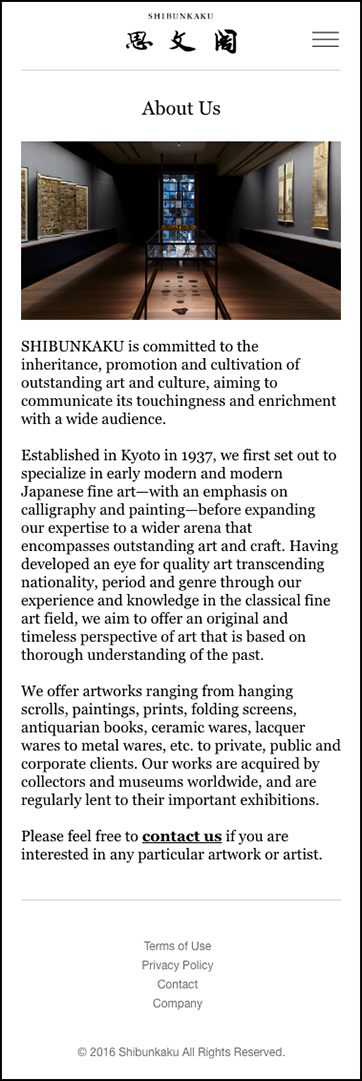 SHIBUNKAKU
思文閣
About Us
SHIBUNKAKU is committed to the
inheritance, promotion and cultivation of
outstanding art and culture, aiming to
communicate its touchingness and enrichment
with a wide audience.
Established in Kyoto in 1937, we first set out to
specialize in early modern and modern
Japanese fine art—with an emphasis on
calligraphy and painting—before expanding
our expertise to a wider arena that
encompasses outstanding art and craft. Having
developed an eye for quality art transcending
nationality, period and genre through our
experience and knowledge in the classical fine
art field, we aim to offer an original and
timeless perspective of art that is based on
thorough understanding of the past.
We offer artworks ranging from hanging
scrolls, paintings, prints, folding screens,
antiquarian books, ceramic wares, lacquer
wares to metal wares, etc. to private, public and
corporate clients. Our works are acquired by
collectors and museums worldwide, and are
regularly lent to their important exhibitions.
Please feel free to contact us if you are
interested in any particular artwork or artist.
Terms of Use
Privacy Policy
Contact
Company
© 2016 Shibunkaku All Rights Reserved.